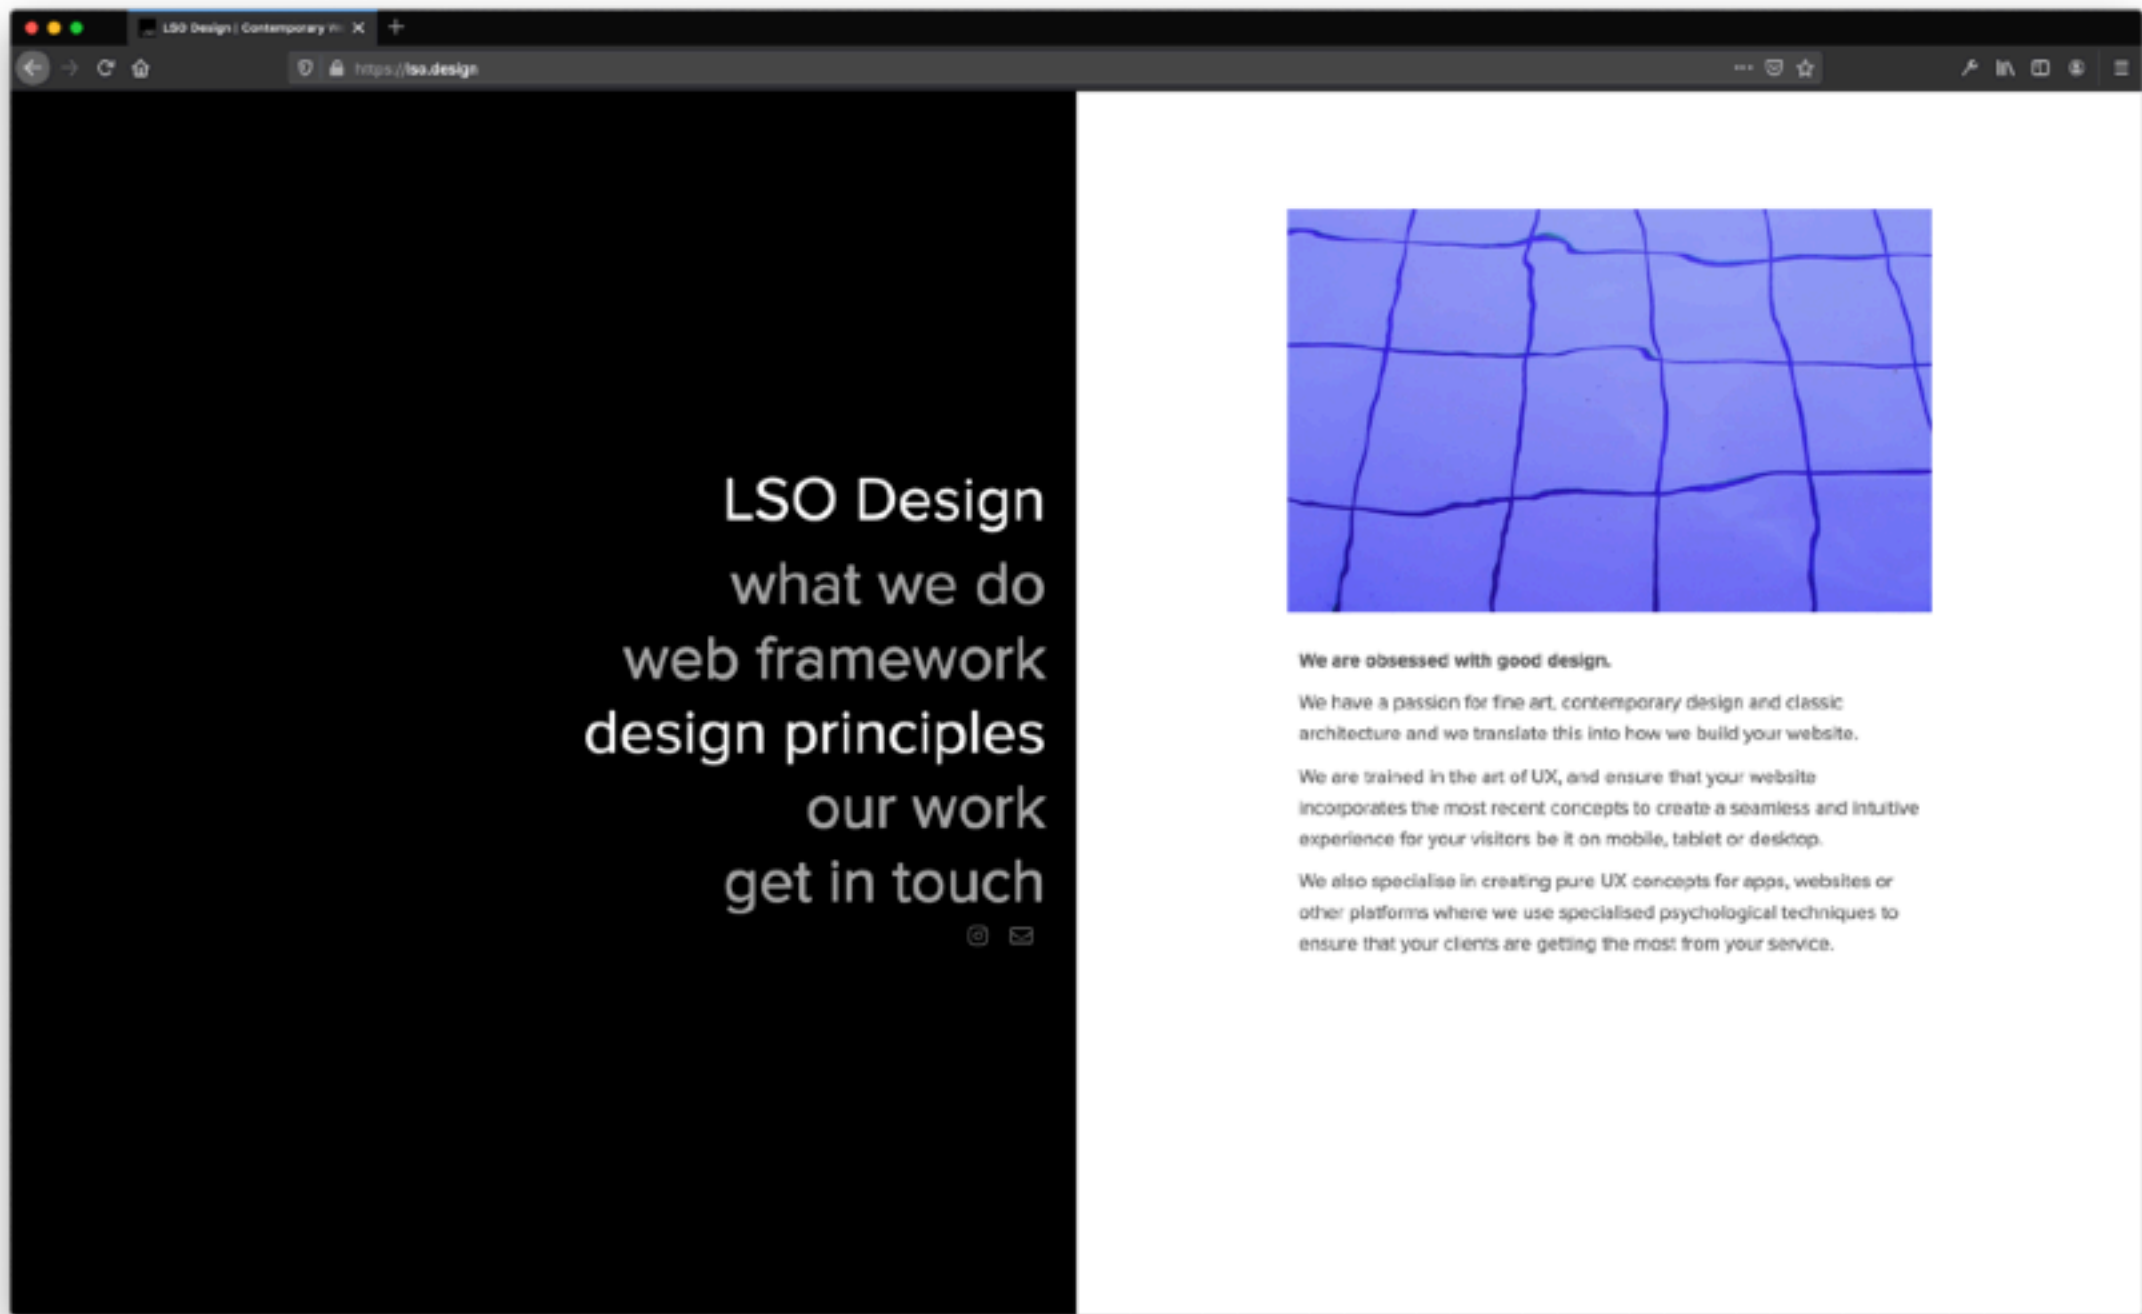 LSO Design | Contemporary
https://lso.design
LSO Design
what we do
web framework
design principles
our work
get in touch
We are obsessed with good design.
We have a passion for fine art, contemporary design and classic
architecture and we translate this into how we build your website.
We are trained in the art of UX, and ensure that your website
incorporates the most recent concepts to create a seamless and intuitive
experience for your visitors be it on mobile, tablet or desktop.
We also specialise in creating pure UX concepts for apps, websites or
other platforms where we use specialised psychological techniques to
ensure that your clients are getting the most from your service.